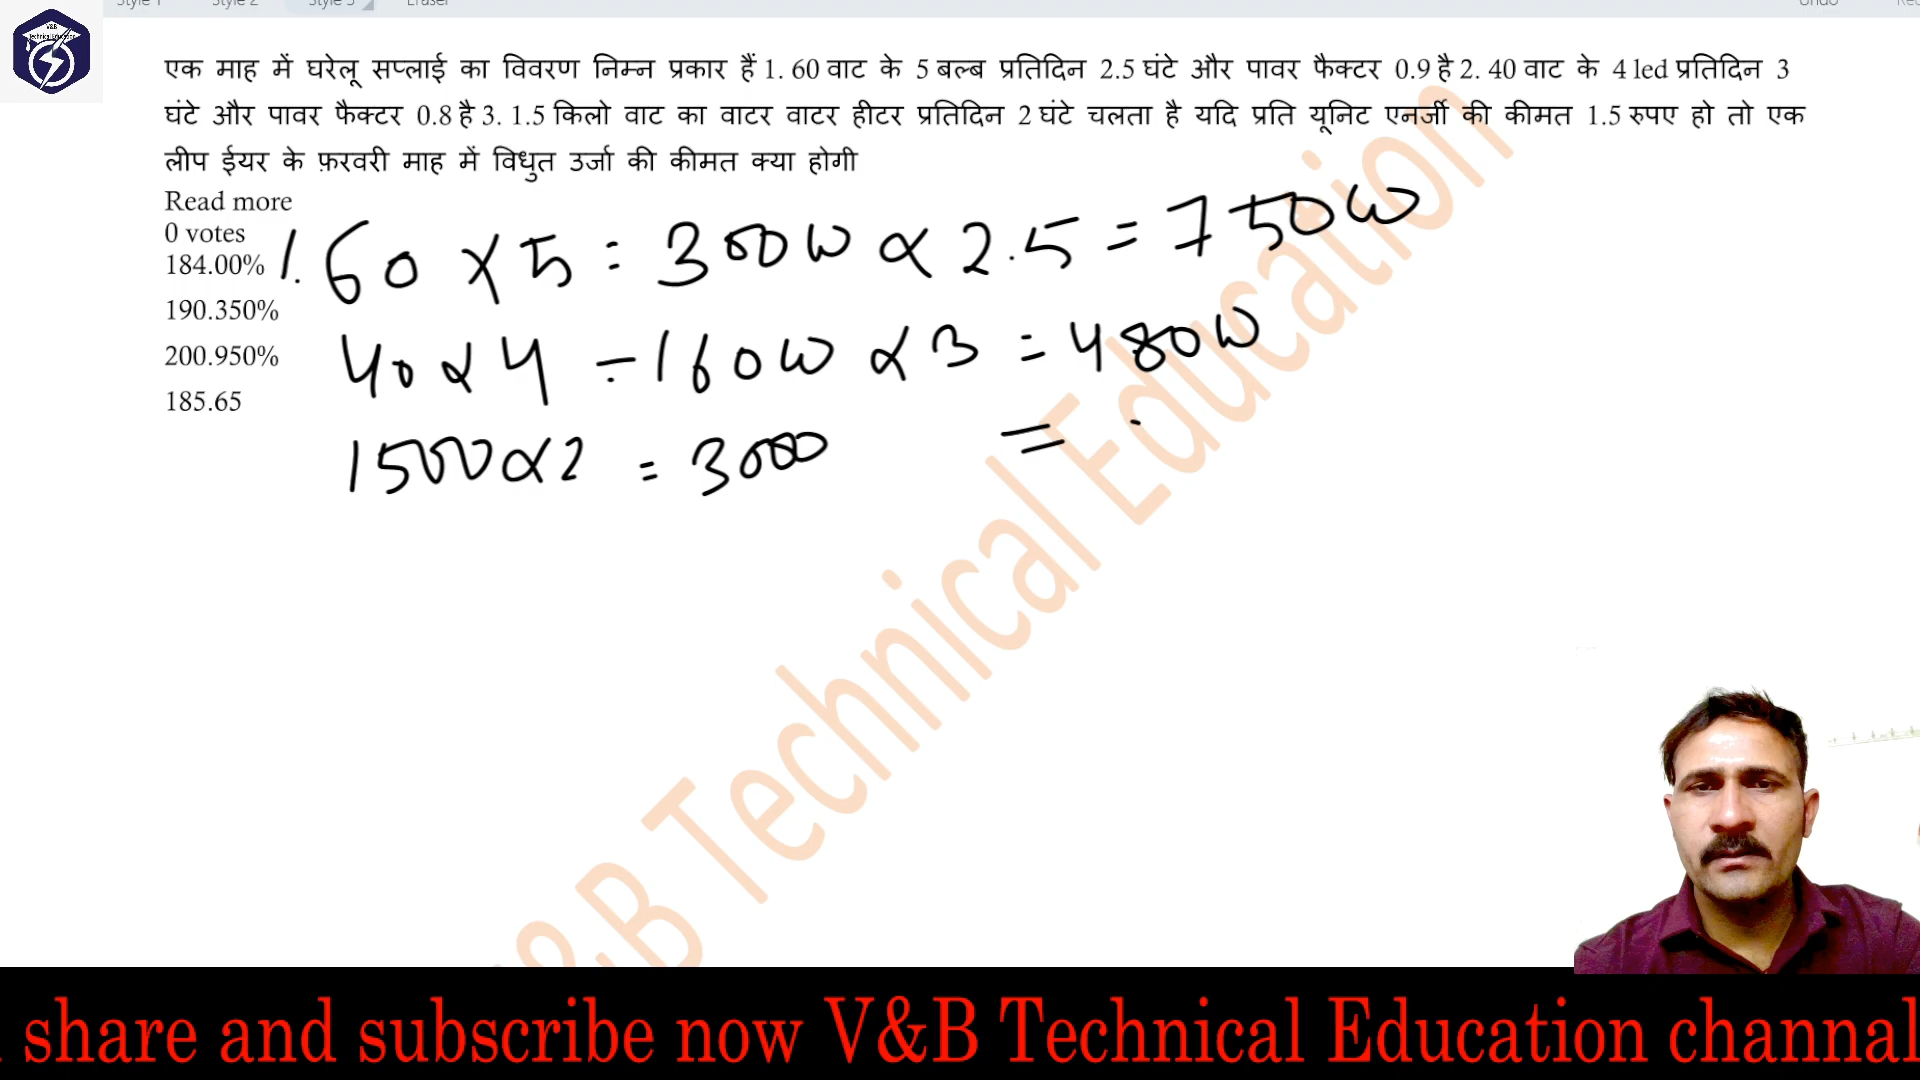 Style 1 Style 2 Style 3 Eraser Undo
V&B
Technical Education
एक माह में घरेलू सप्लाई का विवरण निम्न प्रकार हैं 1. 60 वाट के 5 बल्ब प्रतिदिन 2.5 घंटे और पावर फैक्टर 0.9 है 2. 40 वाट के 4 led प्रतिदिन 3
घंटे और पावर फैक्टर 0.8 है 3. 1.5 किलो वाट का वाटर वाटर हीटर प्रतिदिन 2 घंटे चलता है यदि प्रति यूनिट एनर्जी की कीमत 1.5 रुपए हो तो एक
लीप ईयर के फ़रवरी माह में विधुत उर्जा की कीमत क्या होगी
Read more
0 votes
184.00%
190.350%
200.950%
185.65
1. 60 x 5 = 300W x 2.5 = 750W
40 x 4 = 160W x 3 = 480W
1500 x 2 = 3000 =
&B Technical Education
share and subscribe now V&B Technical Education channal